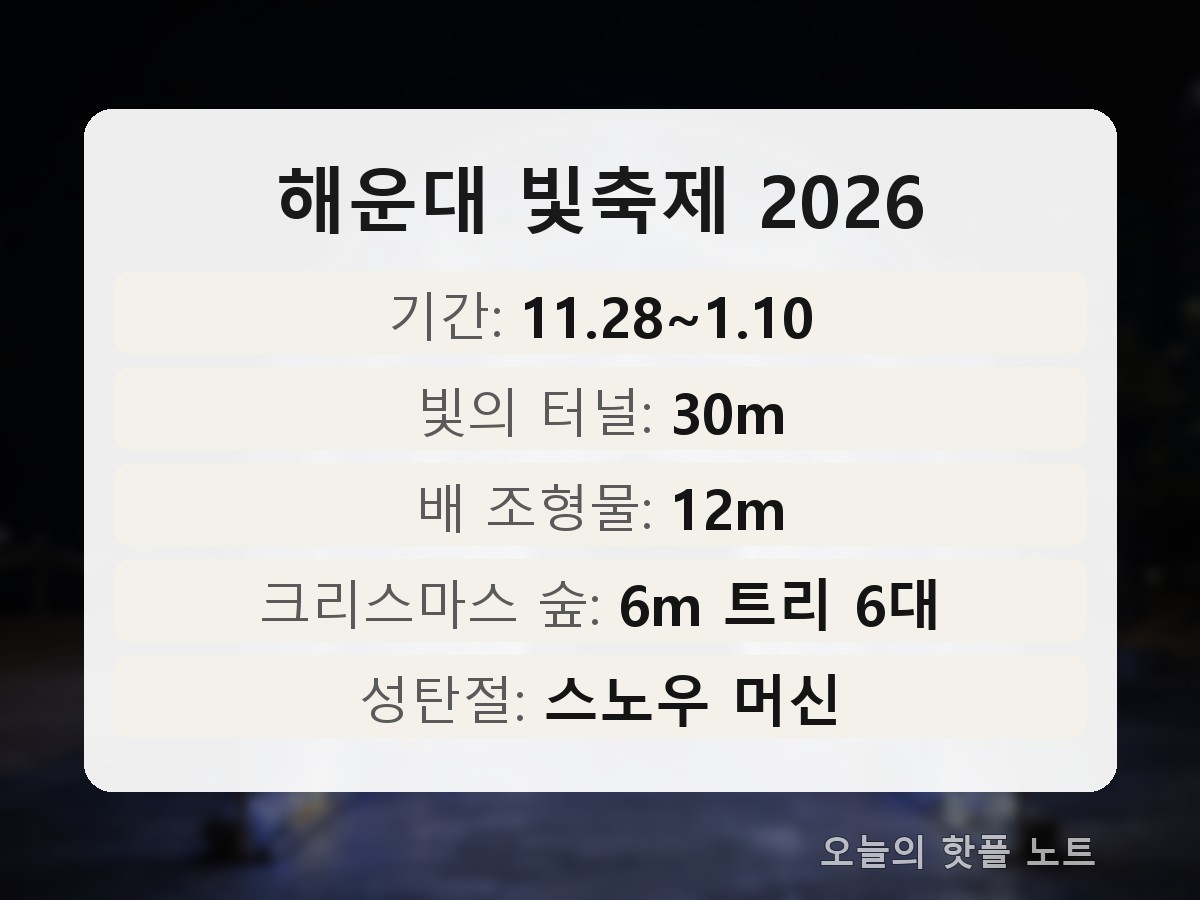 해운대 빛축제 2026
기간: 11.28~1.10
빛의 터널: 30m
배 조형물: 12m
크리스마스 숲: 6m 트리 6대
성탄절: 스노우 머신
오늘의 핫플 노트